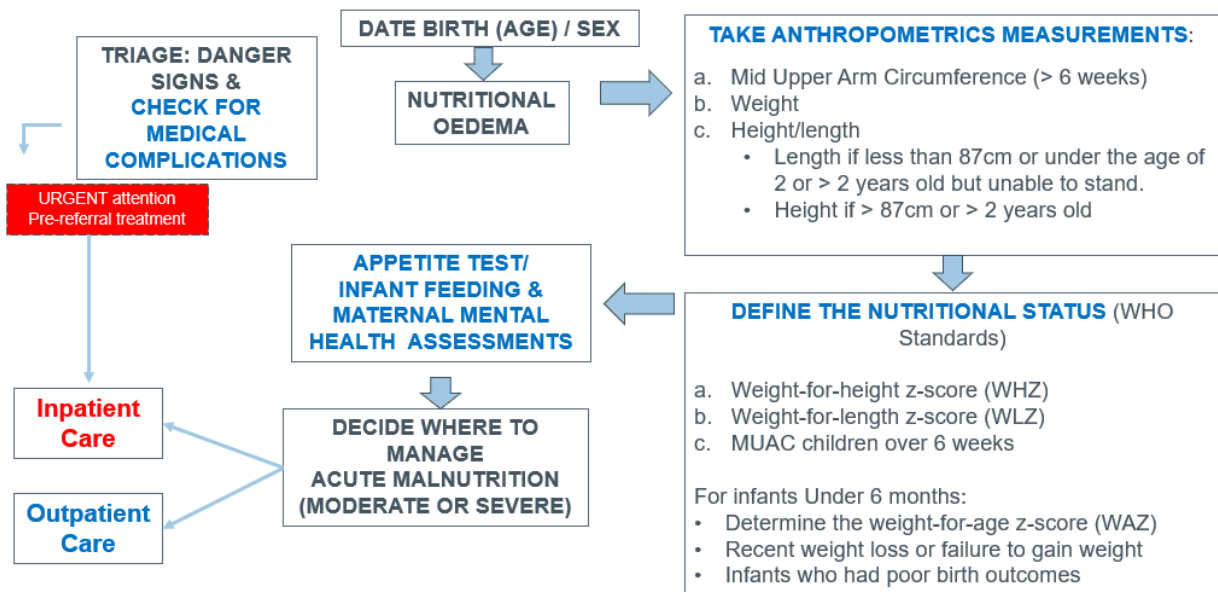 TRIAGE: DANGER
SIGNS &
CHECK FOR
MEDICAL
COMPLICATIONS
URGENT attention
Pre-referral treatment
DATE BIRTH (AGE) / SEX
NUTRITIONAL
OEDEMA
TAKE ANTHROPOMETRICS MEASUREMENTS:
a. Mid Upper Arm Circumference (> 6 weeks)
b. Weight
c. Height/length
• Length if less than 87cm or under the age of
2 or > 2 years old but unable to stand.
• Height if > 87cm or > 2 years old
DEFINE THE NUTRITIONAL STATUS (WHO
Standards)
a. Weight-for-height z-score (WHZ)
b. Weight-for-length z-score (WLZ)
c. MUAC children over 6 weeks
For infants Under 6 months:
• Determine the weight-for-age z-score (WAZ)
• Recent weight loss or failure to gain weight
• Infants who had poor birth outcomes
APPETITE TEST/
INFANT FEEDING &
MATERNAL MENTAL
HEALTH ASSESSMENTS
DECIDE WHERE TO
MANAGE
ACUTE MALNUTRITION
(MODERATE OR SEVERE)
Inpatient
Care
Outpatient
Care